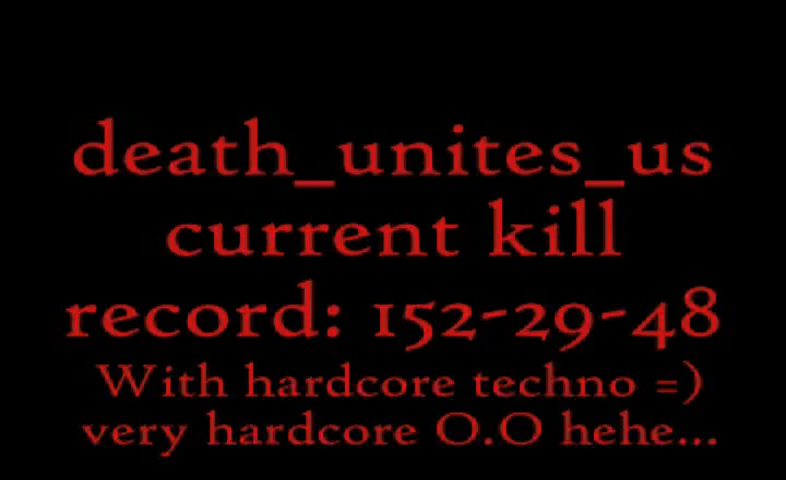 death_unites_us
current kill
record: 152-29-48
With hardcore techno =)
very hardcore O.O hehe...